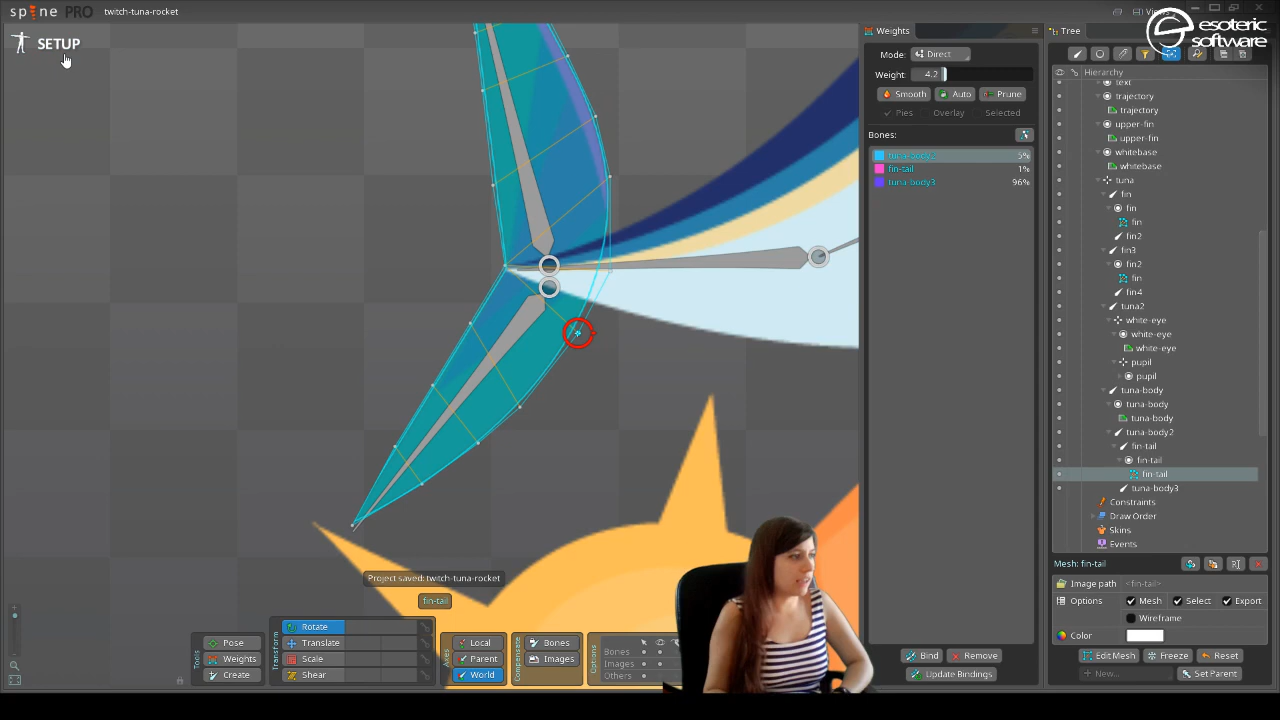 spine PRO twitch-tuna-rocket Views
esoteric software
SETUP
Project saved: twitch-tuna-rocket
fin-tail
Tools
Pose
Weights
Create
Transform
Rotate
Translate
Scale
Shear
Axes
Local
Parent
World
Compensate
Bones
Images
Options
Bones
Images
Others
Weights
Mode: Direct
Weight: 4.2
Smooth Auto Prune
Pies Overlay Selected
Bones:
tuna-body2 5%
fin-tail 1%
tuna-body3 96%
Bind Remove
Update Bindings
Tree
Hierarchy
text
trajectory
trajectory
upper-fin
upper-fin
whitebase
whitebase
tuna
fin
fin
fin
fin2
fin3
fin2
fin
fin4
tuna2
white-eye
white-eye
white-eye
pupil
pupil
tuna-body
tuna-body
tuna-body
tuna-body2
fin-tail
fin-tail
fin-tail
tuna-body3
Constraints
Draw Order
Skins
Events
Mesh: fin-tail
Image path <fin-tail>
Options Mesh Select Export
Wireframe
Color
Edit Mesh Freeze Reset
New... Set Parent